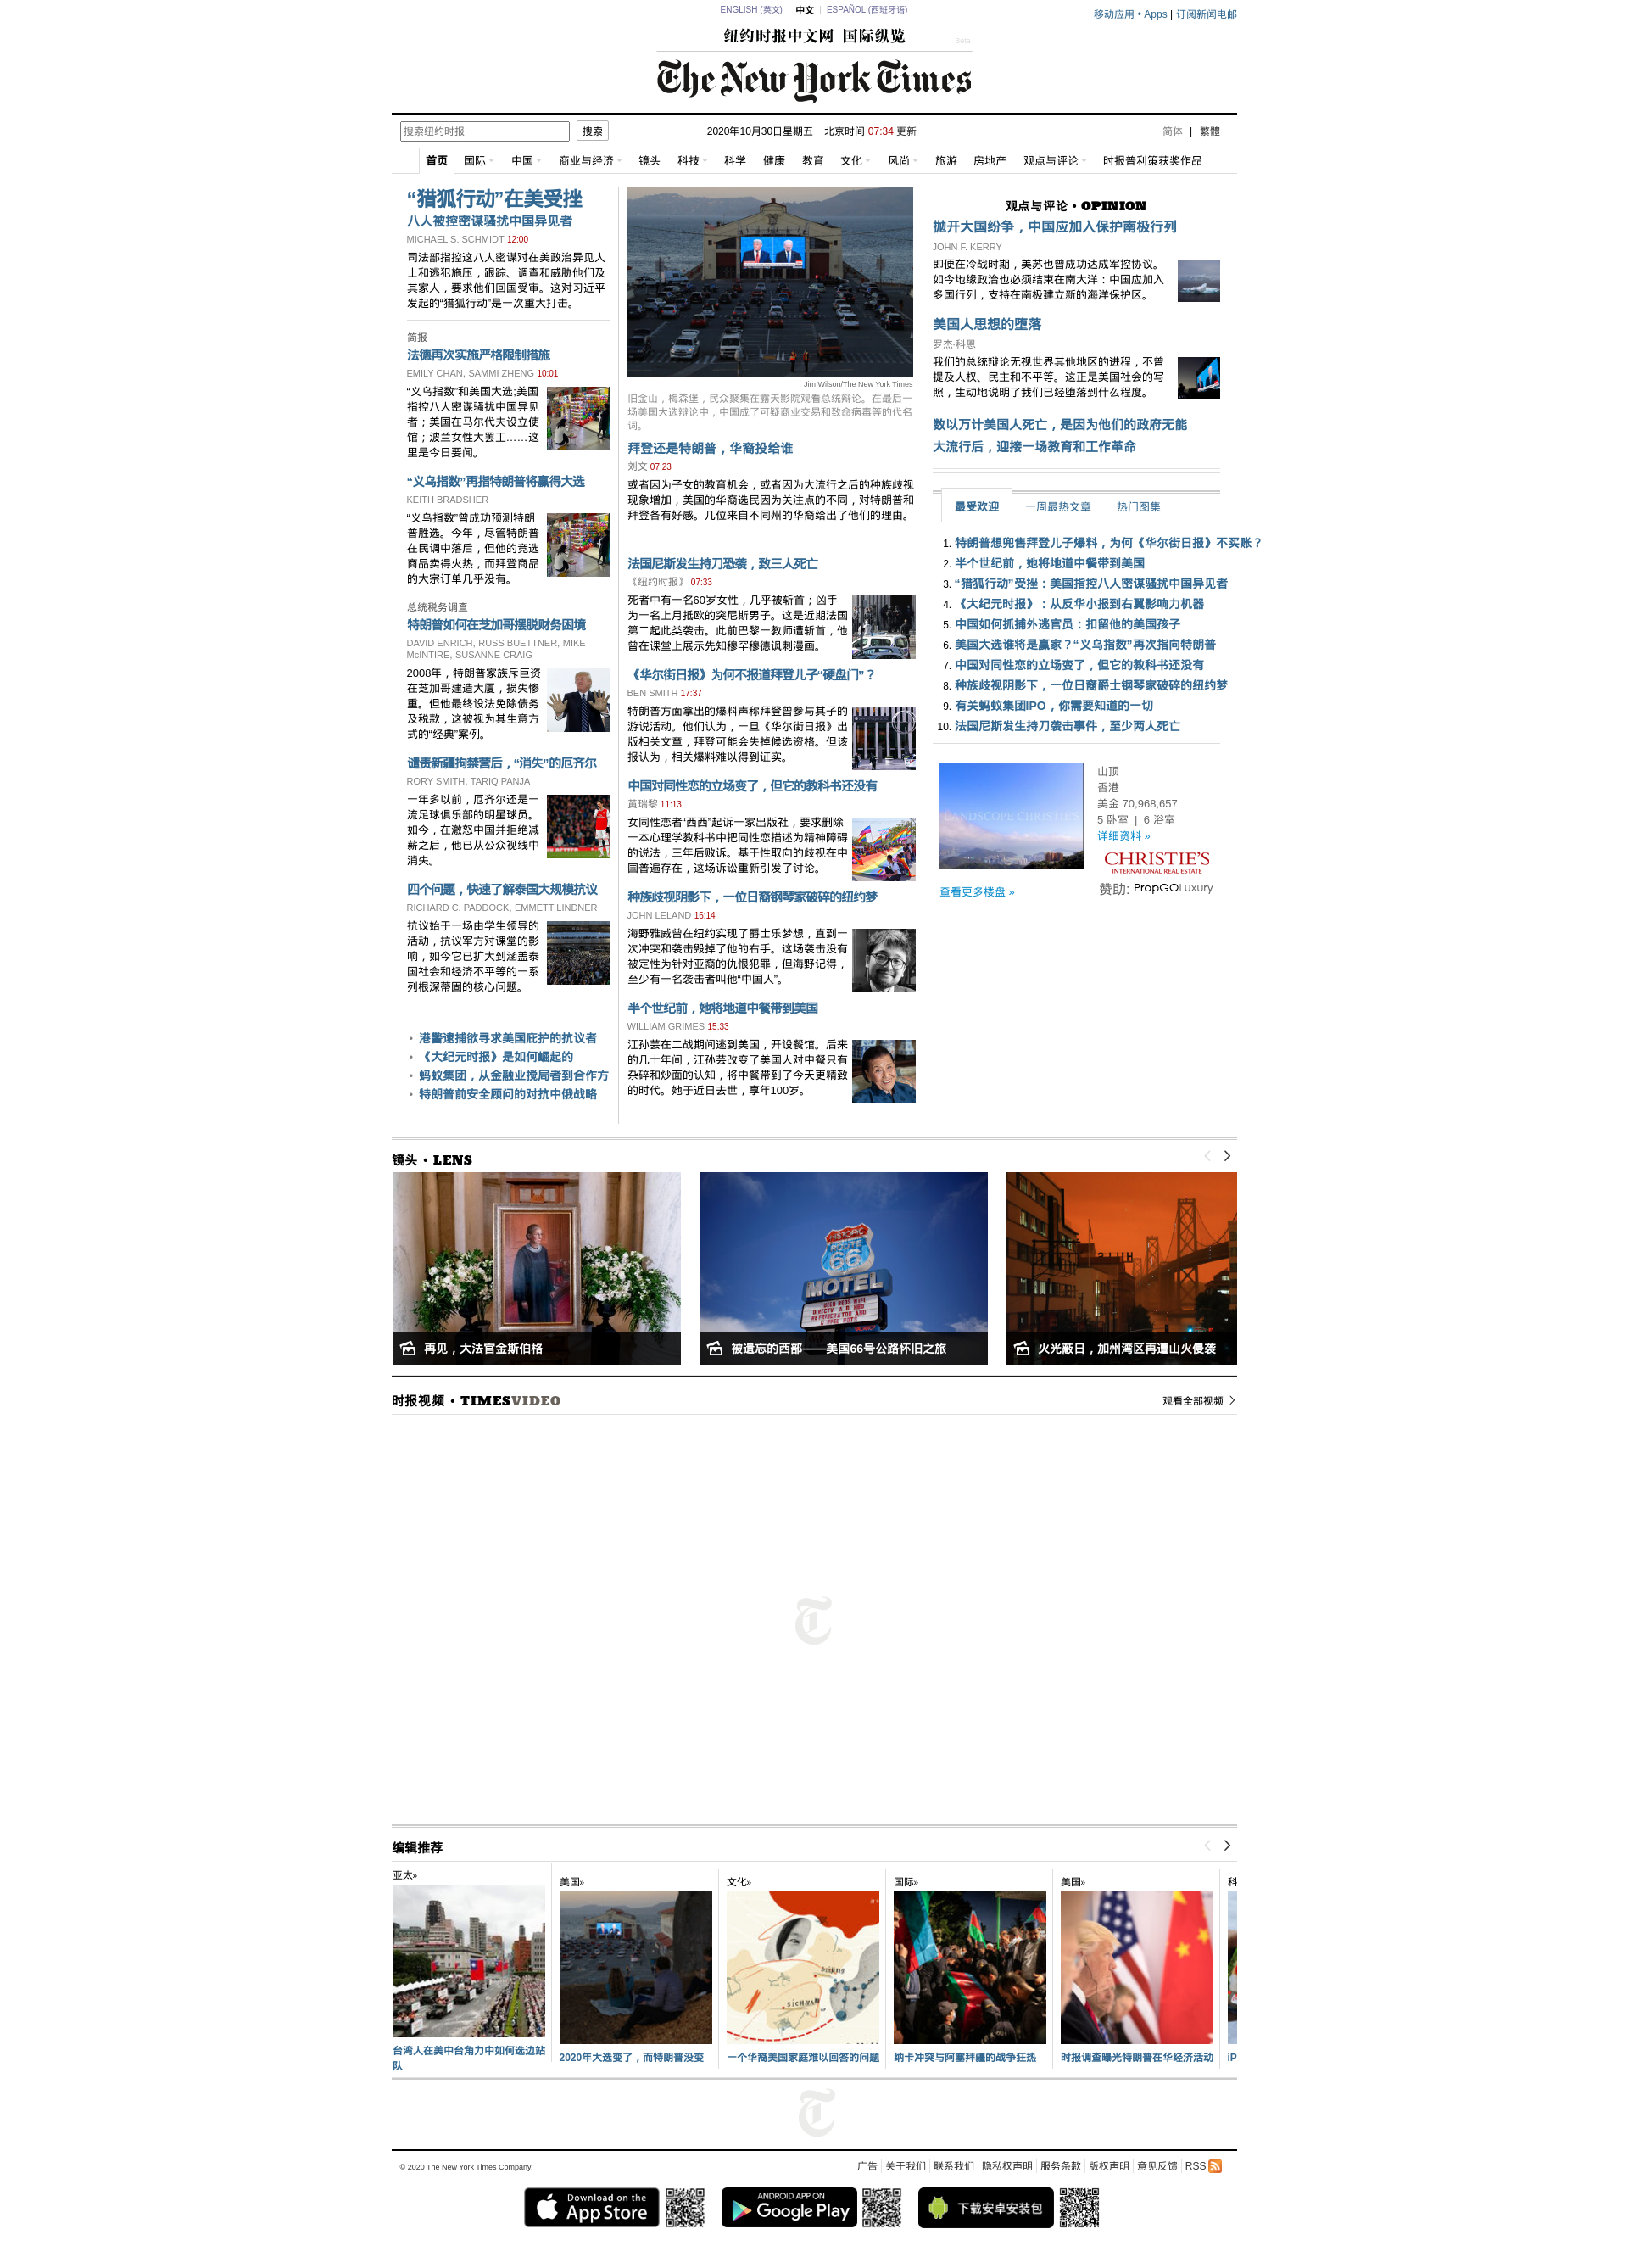 ENGLISH (英文) | 中文 | ESPAÑOL (西班牙语)
移动应用 • Apps | 订阅新闻电邮
纽约时报中文网 国际纵览
Beta
The New York Times
搜索纽约时报 搜索
2020年10月30日星期五 北京时间 07:34 更新
简体 | 繁體
首页 国际 中国 商业与经济 镜头 科技 科学 健康 教育 文化 风尚 旅游 房地产 观点与评论 时报普利策获奖作品
“猎狐行动”在美受挫
八人被控密谋骚扰中国异见者
MICHAEL S. SCHMIDT 12:00
司法部指控这八人密谋对在美政治异见人
士和逃犯施压，跟踪、调查和威胁他们及
其家人，要求他们回国受审。这对习近平
发起的“猎狐行动”是一次重大打击。
简报
法德再次实施严格限制措施
EMILY CHAN, SAMMI ZHENG 10:01
“义乌指数”和美国大选;美国
指控八人密谋骚扰中国异见
者；美国在马尔代夫设立使
馆；波兰女性大罢工……这
里是今日要闻。
“义乌指数”再指特朗普将赢得大选
KEITH BRADSHER
“义乌指数”曾成功预测特朗
普胜选。今年，尽管特朗普
在民调中落后，但他的竞选
商品卖得火热，而拜登商品
的大宗订单几乎没有。
总统税务调查
特朗普如何在芝加哥摆脱财务困境
DAVID ENRICH, RUSS BUETTNER, MIKE
McINTIRE, SUSANNE CRAIG
2008年，特朗普家族斥巨资
在芝加哥建造大厦，损失惨
重。但他最终设法免除债务
及税款，这被视为其生意方
式的“经典”案例。
谴责新疆拘禁营后，“消失”的厄齐尔
RORY SMITH, TARIQ PANJA
一年多以前，厄齐尔还是一
流足球俱乐部的明星球员。
如今，在激怒中国并拒绝减
薪之后，他已从公众视线中
消失。
四个问题，快速了解泰国大规模抗议
RICHARD C. PADDOCK, EMMETT LINDNER
抗议始于一场由学生领导的
活动，抗议军方对课堂的影
响，如今它已扩大到涵盖泰
国社会和经济不平等的一系
列根深蒂固的核心问题。
• 港警逮捕欲寻求美国庇护的抗议者
• 《大纪元时报》是如何崛起的
• 蚂蚁集团，从金融业搅局者到合作方
• 特朗普前安全顾问的对抗中俄战略
Jim Wilson/The New York Times
旧金山，梅森堡，民众聚集在露天影院观看总统辩论。在最后一
场美国大选辩论中，中国成了可疑商业交易和致命病毒等的代名
词。
拜登还是特朗普，华裔投给谁
刘文 07:23
或者因为子女的教育机会，或者因为大流行之后的种族歧视
现象增加，美国的华裔选民因为关注点的不同，对特朗普和
拜登各有好感。几位来自不同州的华裔给出了他们的理由。
法国尼斯发生持刀恐袭，致三人死亡
《纽约时报》 07:33
死者中有一名60岁女性，几乎被斩首；凶手
为一名上月抵欧的突尼斯男子。这是近期法国
第二起此类袭击。此前巴黎一教师遭斩首，他
曾在课堂上展示先知穆罕穆德讽刺漫画。
《华尔街日报》为何不报道拜登儿子“硬盘门”？
BEN SMITH 17:37
特朗普方面拿出的爆料声称拜登曾参与其子的
游说活动。他们认为，一旦《华尔街日报》出
版相关文章，拜登可能会失掉候选资格。但该
报认为，相关爆料难以得到证实。
中国对同性恋的立场变了，但它的教科书还没有
黄瑞黎 11:13
女同性恋者“西西”起诉一家出版社，要求删除
一本心理学教科书中把同性恋描述为精神障碍
的说法，三年后败诉。基于性取向的歧视在中
国普遍存在，这场诉讼重新引发了讨论。
种族歧视阴影下，一位日裔钢琴家破碎的纽约梦
JOHN LELAND 16:14
海野雅威曾在纽约实现了爵士乐梦想，直到一
次冲突和袭击毁掉了他的右手。这场袭击没有
被定性为针对亚裔的仇恨犯罪，但海野记得，
至少有一名袭击者叫他“中国人”。
半个世纪前，她将地道中餐带到美国
WILLIAM GRIMES 15:33
江孙芸在二战期间逃到美国，开设餐馆。后来
的几十年间，江孙芸改变了美国人对中餐只有
杂碎和炒面的认知，将中餐带到了今天更精致
的时代。她于近日去世，享年100岁。
观点与评论 • OPINION
抛开大国纷争，中国应加入保护南极行列
JOHN F. KERRY
即便在冷战时期，美苏也曾成功达成军控协议。
如今地缘政治也必须结束在南大洋：中国应加入
多国行列，支持在南极建立新的海洋保护区。
美国人思想的堕落
罗杰·科恩
我们的总统辩论无视世界其他地区的进程，不曾
提及人权、民主和不平等。这正是美国社会的写
照，生动地说明了我们已经堕落到什么程度。
数以万计美国人死亡，是因为他们的政府无能
大流行后，迎接一场教育和工作革命
最受欢迎 一周最热文章 热门图集
1. 特朗普想兜售拜登儿子爆料，为何《华尔街日报》不买账？
2. 半个世纪前，她将地道中餐带到美国
3. “猎狐行动”受挫：美国指控八人密谋骚扰中国异见者
4. 《大纪元时报》：从反华小报到右翼影响力机器
5. 中国如何抓捕外逃官员：扣留他的美国孩子
6. 美国大选谁将是赢家？“义乌指数”再次指向特朗普
7. 中国对同性恋的立场变了，但它的教科书还没有
8. 种族歧视阴影下，一位日裔爵士钢琴家破碎的纽约梦
9. 有关蚂蚁集团IPO，你需要知道的一切
10. 法国尼斯发生持刀袭击事件，至少两人死亡
LANDSCOPE CHRISTIE'S
山顶
香港
美金 70,968,657
5 卧室 | 6 浴室
详细资料 »
CHRISTIE'S
INTERNATIONAL REAL ESTATE
查看更多楼盘 »
赞助: PropGOLuxury
镜头 • LENS
HISTORIC
66
MOTEL
再见，大法官金斯伯格
被遗忘的西部——美国66号公路怀旧之旅
火光蔽日，加州湾区再遭山火侵袭
时报视频 • TIMESVIDEO
观看全部视频
编辑推荐
亚太»
美国»
文化»
国际»
美国»
科
BEIJING
SICHUAN
台湾人在美中台角力中如何选边站
队
2020年大选变了，而特朗普没变
一个华裔美国家庭难以回答的问题
纳卡冲突与阿塞拜疆的战争狂热
时报调查曝光特朗普在华经济活动
iP
© 2020 The New York Times Company.
广告 关于我们 联系我们 隐私权声明 服务条款 版权声明 意见反馈 RSS
Download on the
App Store
ANDROID APP ON
Google Play
下载安卓安装包